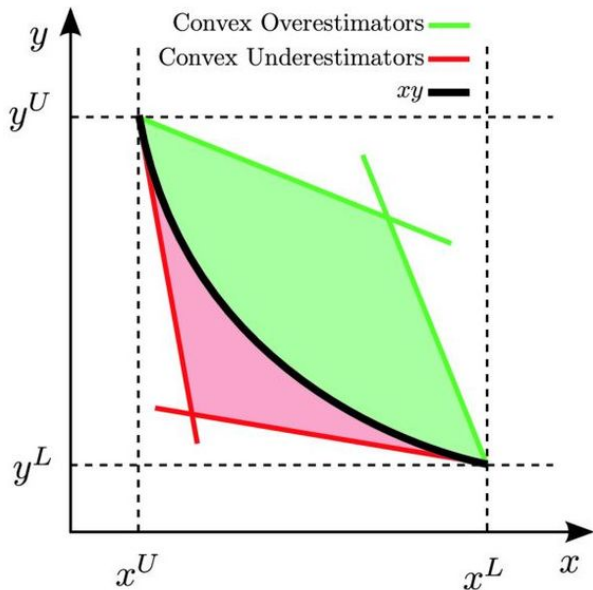 y
Convex Overestimators
Convex Underestimators
xy
y^U
y^L
x^U
x^L
x